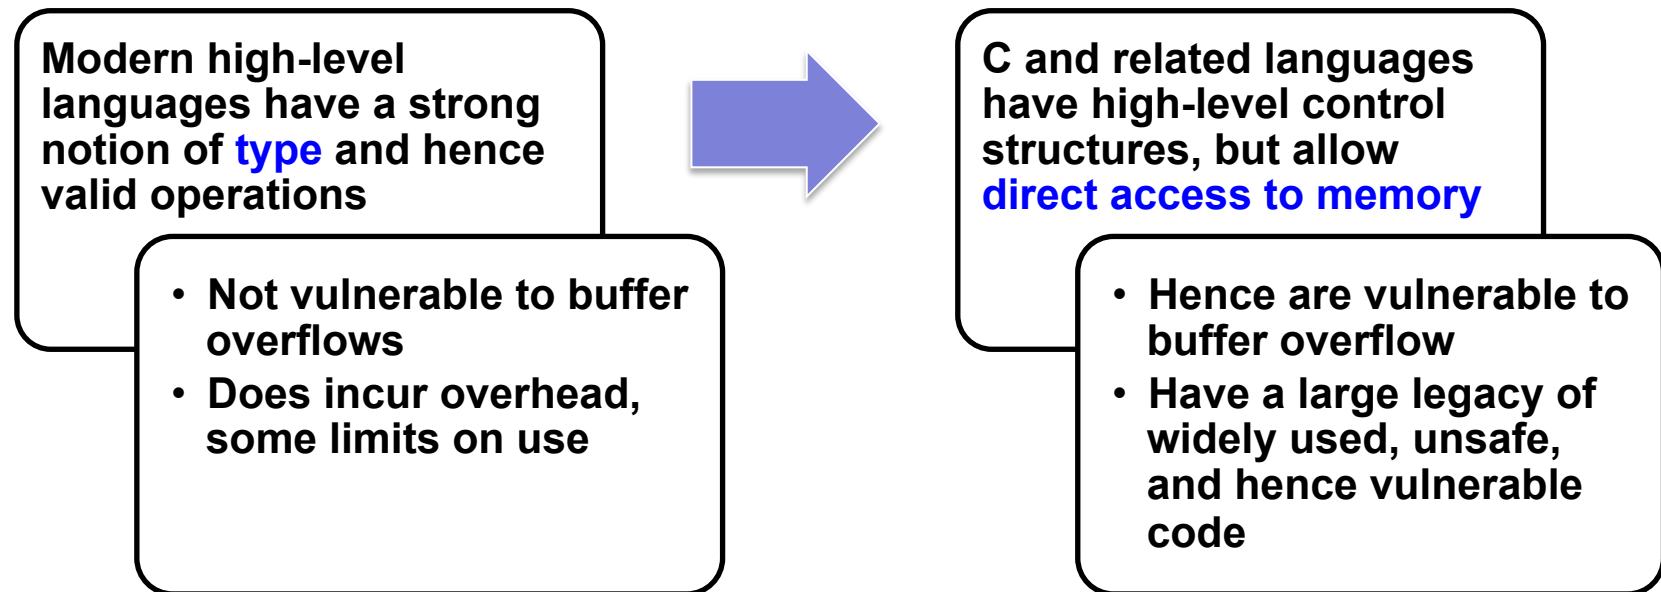 Modern high-level
languages have a strong
notion of type and hence
valid operations
• Not vulnerable to buffer
overflows
• Does incur overhead,
some limits on use
C and related languages
have high-level control
structures, but allow
direct access to memory
• Hence are vulnerable to
buffer overflow
• Have a large legacy of
widely used, unsafe,
and hence vulnerable
code